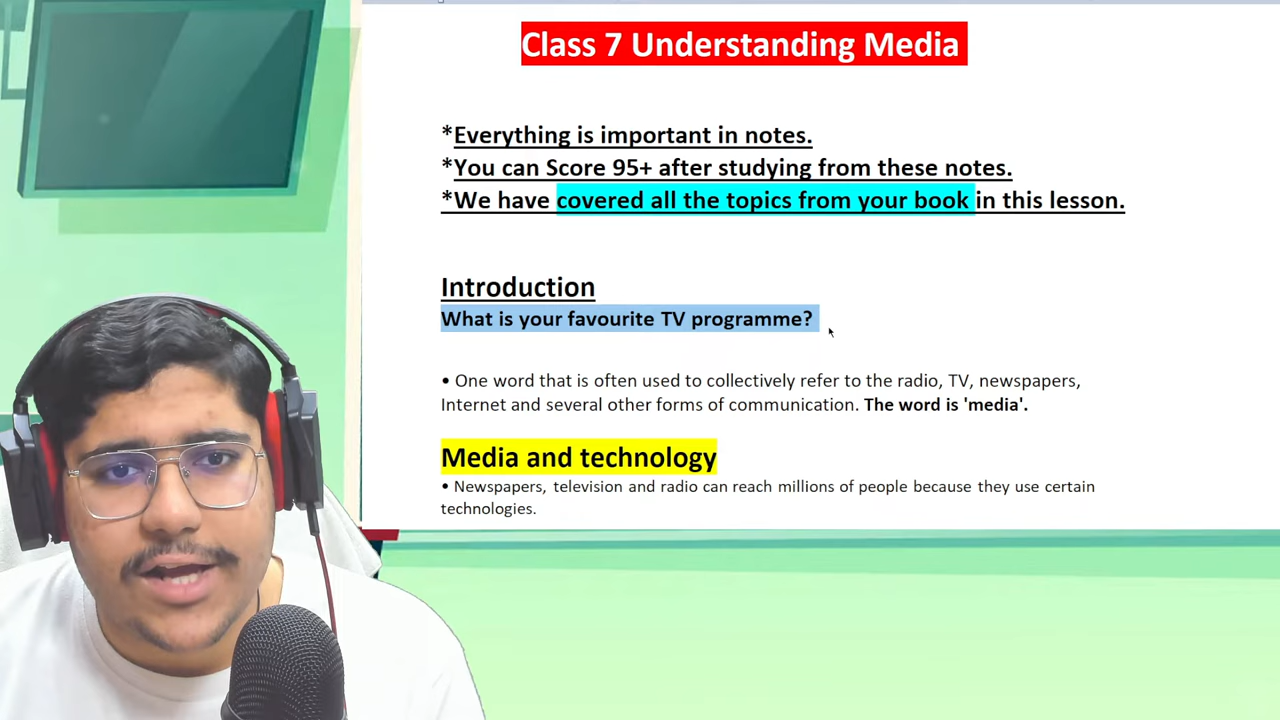 Class 7 Understanding Media
*Everything is important in notes.
*You can Score 95+ after studying from these notes.
*We have covered all the topics from your book in this lesson.
Introduction
What is your favourite TV programme?
• One word that is often used to collectively refer to the radio, TV, newspapers,
Internet and several other forms of communication. The word is 'media'.
Media and technology
• Newspapers, television and radio can reach millions of people because they use certain
technologies.